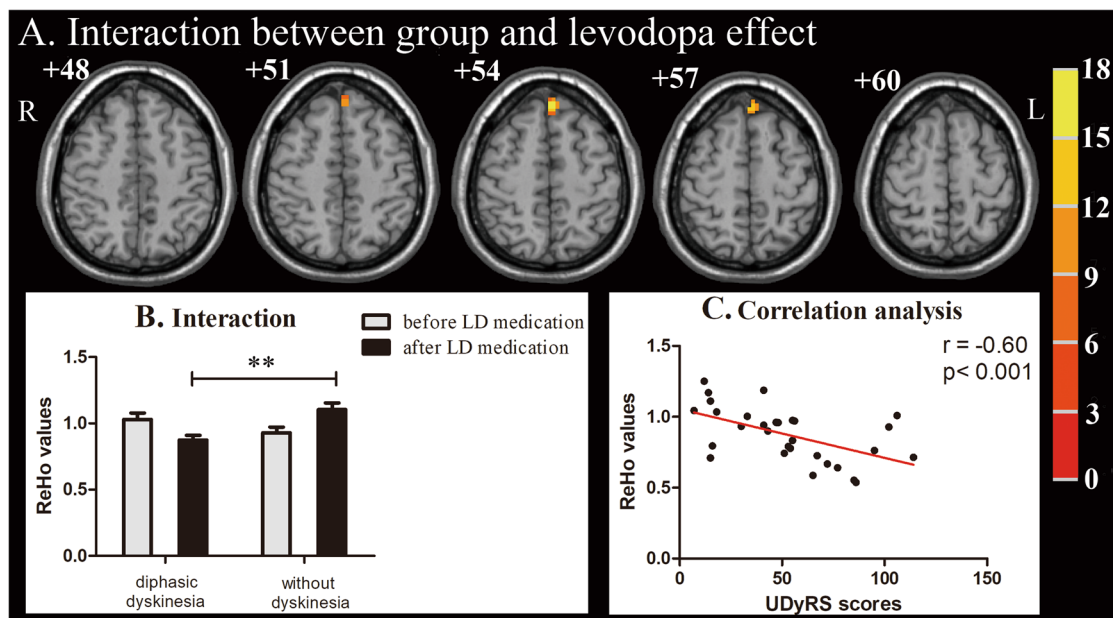 A. Interaction between group and levodopa effect
+48
+51
+54
+57
+60
R
L
18
15
12
9
6
3
0
B. Interaction
before LD medication
after LD medication
**
ReHo values
1.5
1.0
0.5
0.0
diphasic
dyskinesia
without
dyskinesia
C. Correlation analysis
r = -0.60
p< 0.001
ReHo values
1.5
1.0
0.5
0.0
0
50
100
150
UDyRS scores